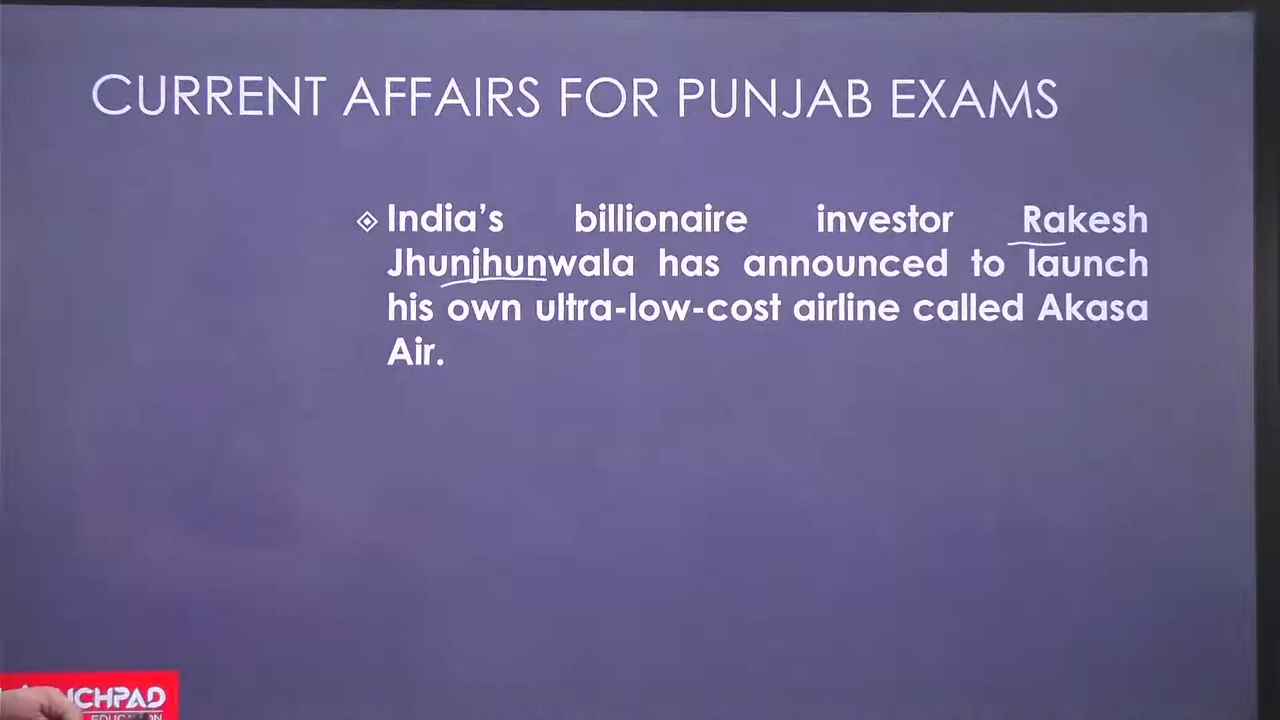 CURRENT AFFAIRS FOR PUNJAB EXAMS
India's billionaire investor Rakesh
Jhunjhunwala has announced to launch
his own ultra-low-cost airline called Akasa
Air.